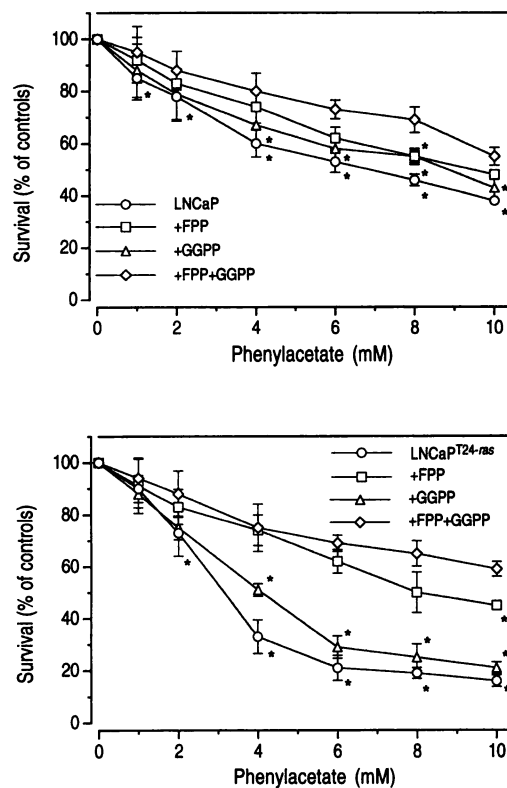 100
80
60
40
20
0
Survival (% of controls)
LNCaP
+FPP
+GGPP
+FPP+GGPP
* * * * * * * * * * *
0 2 4 6 8 10
Phenylacetate (mM)
100
80
60
40
20
0
Survival (% of controls)
LNCaPT24-ras
+FPP
+GGPP
+FPP+GGPP
* * * * * * * * * *
0 2 4 6 8 10
Phenylacetate (mM)